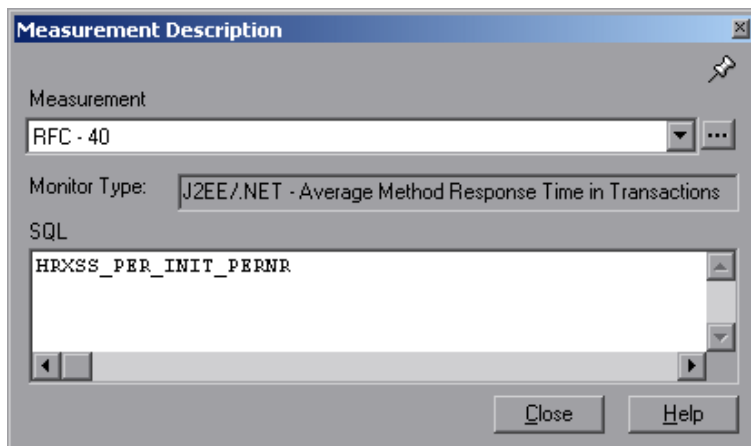 Measurement Description
Measurement
RFC - 40
Monitor Type:
J2EE/.NET - Average Method Response Time in Transactions
SQL
HRXSS_PER_INIT_PERNR
Close Help